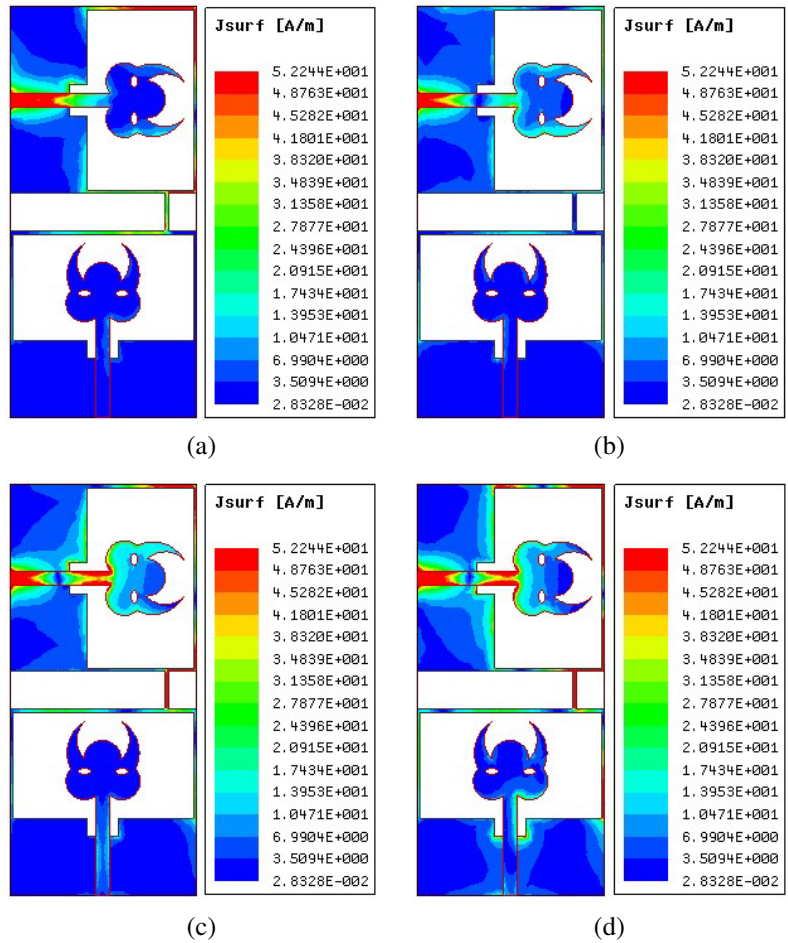 Jsurf [A/m]
5.2244E+001
4.8763E+001
4.5282E+001
4.1801E+001
3.8320E+001
3.4839E+001
3.1358E+001
2.7877E+001
2.4396E+001
2.0915E+001
1.7434E+001
1.3953E+001
1.0471E+001
6.9904E+000
3.5094E+000
2.8328E-002
(a)
Jsurf [A/m]
5.2244E+001
4.8763E+001
4.5282E+001
4.1801E+001
3.8320E+001
3.4839E+001
3.1358E+001
2.7877E+001
2.4396E+001
2.0915E+001
1.7434E+001
1.3953E+001
1.0471E+001
6.9904E+000
3.5094E+000
2.8328E-002
(b)
Jsurf [A/m]
5.2244E+001
4.8763E+001
4.5282E+001
4.1801E+001
3.8320E+001
3.4839E+001
3.1358E+001
2.7877E+001
2.4396E+001
2.0915E+001
1.7434E+001
1.3953E+001
1.0471E+001
6.9904E+000
3.5094E+000
2.8328E-002
(c)
Jsurf [A/m]
5.2244E+001
4.8763E+001
4.5282E+001
4.1801E+001
3.8320E+001
3.4839E+001
3.1358E+001
2.7877E+001
2.4396E+001
2.0915E+001
1.7434E+001
1.3953E+001
1.0471E+001
6.9904E+000
3.5094E+000
2.8328E-002
(d)